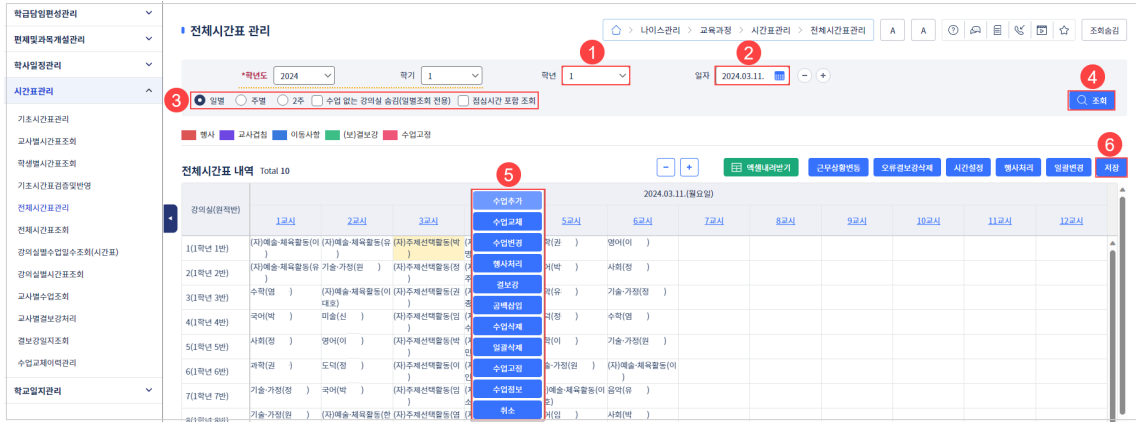 학급담임편성관리
편제및과목개설관리
학사일정관리
시간표관리
기초시간표관리
교사별시간표조회
학생별시간표조회
기초시간표검증및반영
전체시간표관리
전체시간표조회
강의실별수업일수조회(시간표)
강의실별시간표조회
교사별수업조회
교사별결보강처리
결보강일지조회
수업교체이력관리
학교일지관리
전체시간표 관리
나이스관리 > 교육과정 > 시간표관리 > 전체시간표관리
A A
조회숨김
1 2
*학년도 2024 학기 1 학년 1 일자 2024.03.11. - +
3 일별 주별 2주 수업 없는 강의실 숨김(일별조회 전용) 점심시간 포함 조회
4 조회
행사 교사겹침 이동사항 (보)결보강 수업고정
5 6
전체시간표 내역 Total 10
- + 엑셀내려받기 근무상황변동 오류결보강삭제 시간설정 행사처리 일괄변경 저장
강의실(원적반) 2024.03.11.(월요일)
1교시 2교시 3교시 5교시 6교시 7교시 8교시 9교시 10교시 11교시 12교시
수업추가
수업교체
수업변경
행사처리
결보강
공백삽입
수업삭제
일괄삭제
수업고정
수업정보
취소
1(1학년 1반) (자)예술·체육활동(이 ) (자)예술·체육활동(유 ) (자)주제선택활동(박 ) 영어(이 )
2(1학년 2반) (자)예술·체육활동(유 ) 기술·가정(원 ) (자)주제선택활동(정 ) 사회(정 )
3(1학년 3반) 수학(염 ) (자)예술·체육활동(이대호) (자)주제선택활동(권 ) 기술·가정(정 )
4(1학년 4반) 국어(박 ) 미술(신 ) (자)주제선택활동(임 ) 수학(염 )
5(1학년 5반) 사회(정 ) 영어(이 ) (자)주제선택활동(박 ) 기술·가정(원 )
6(1학년 6반) 과학(권 ) 도덕(정 ) (자)주제선택활동(이 ) 기술·가정(원 ) (자)예술·체육활동(이 )
7(1학년 7반) 기술·가정(정 ) 국어(박 ) (자)주제선택활동(임 ) 음악(유 )
8(1학년 8반) 기술·가정(원 ) (자)예술·체육활동(한 (자)주제선택활동(염 사회(박 )